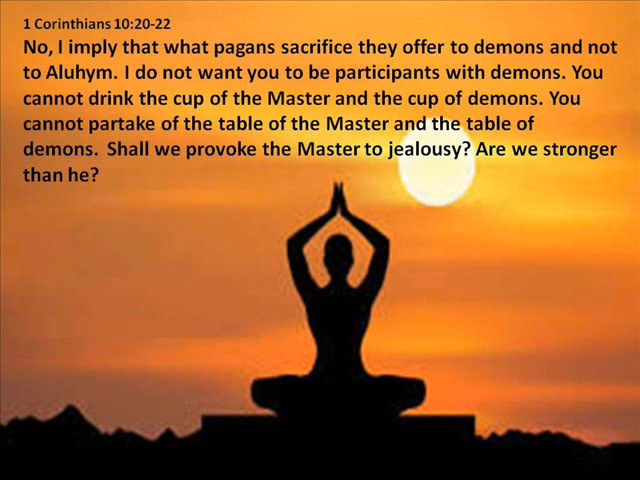 1 Corinthians 10:20-22
No, I imply that what pagans sacrifice they offer to demons and not
to Aluhym. I do not want you to be participants with demons. You
cannot drink the cup of the Master and the cup of demons. You
cannot partake of the table of the Master and the table of
demons. Shall we provoke the Master to jealousy? Are we stronger
than he?